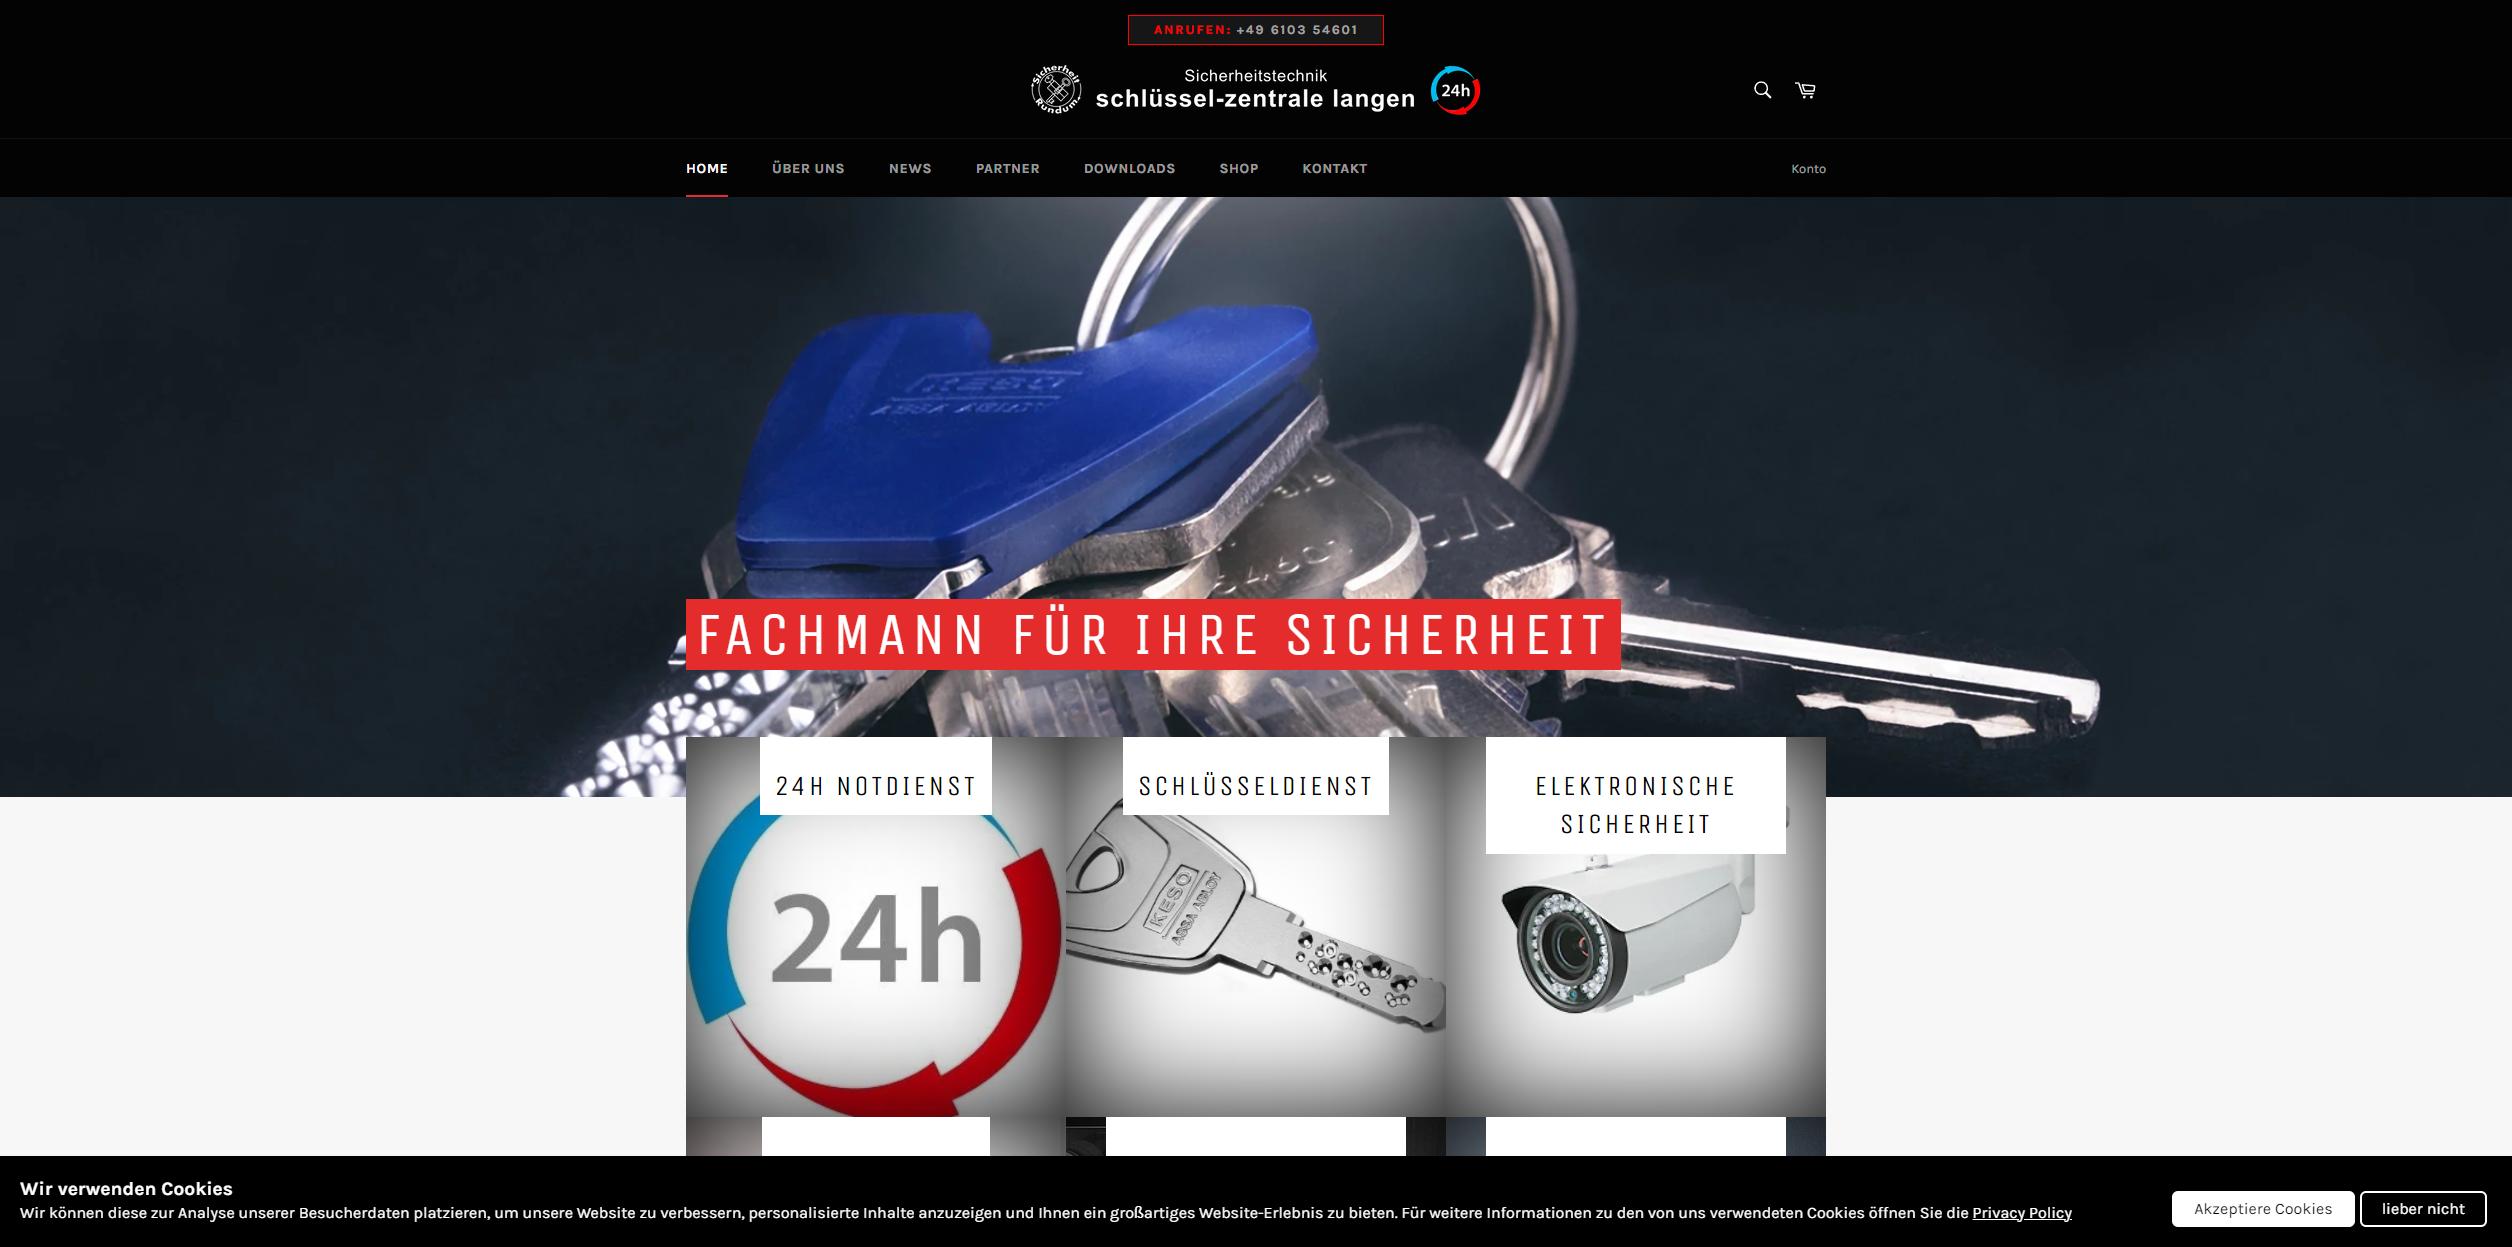 ANRUFEN: +49 6103 54601
Sicherheit
Rundum
Sicherheitstechnik
schlüssel-zentrale langen
24h
HOME
ÜBER UNS
NEWS
PARTNER
DOWNLOADS
SHOP
KONTAKT
Konto
KESO
ASSA ABLOY
FACHMANN FÜR IHRE SICHERHEIT
24H NOTDIENST
SCHLÜSSELDIENST
ELEKTRONISCHE
SICHERHEIT
24h
KESO
ASSA ABLOY
Wir verwenden Cookies
Wir können diese zur Analyse unserer Besucherdaten platzieren, um unsere Website zu verbessern, personalisierte Inhalte anzuzeigen und Ihnen ein großartiges Website-Erlebnis zu bieten. Für weitere Informationen zu den von uns verwendeten Cookies öffnen Sie die Privacy Policy
Akzeptiere Cookies
lieber nicht